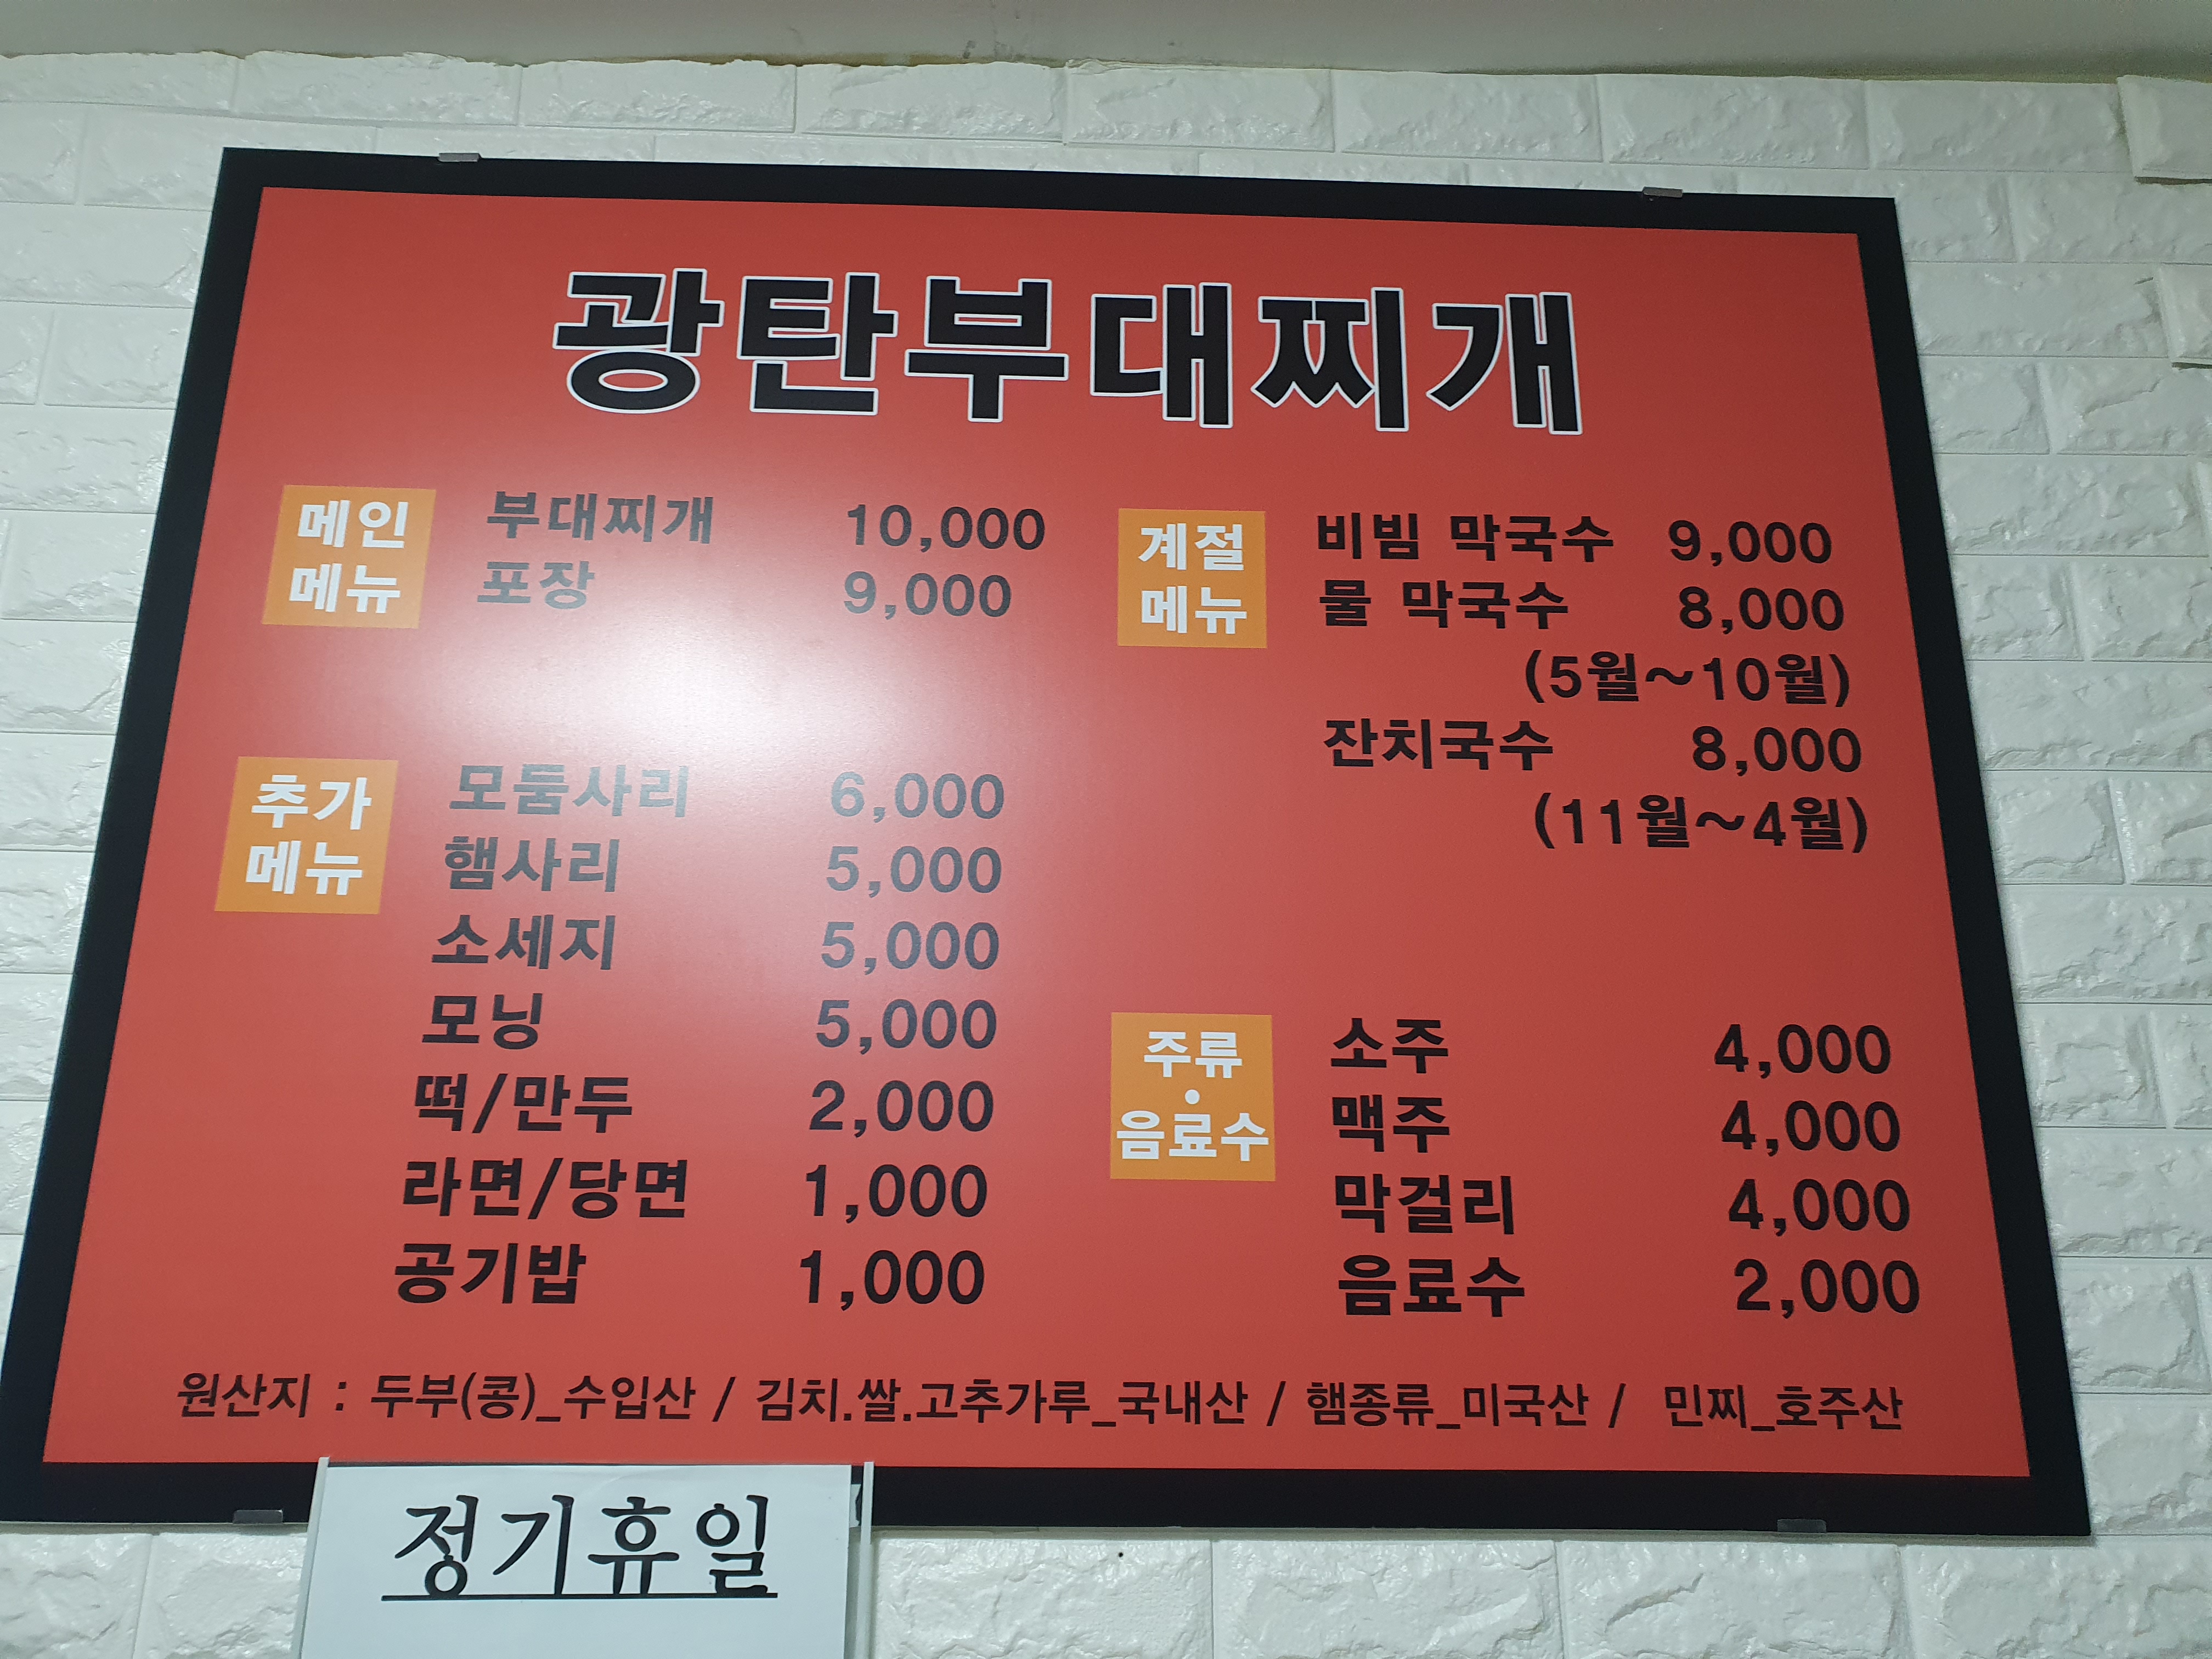 광탄부대찌개
메인
메뉴
부대찌개 10,000
포장 9,000
추가
메뉴
모둠사리 6,000
햄사리 5,000
소세지 5,000
모닝 5,000
떡/만두 2,000
라면/당면 1,000
공기밥 1,000
계절
메뉴
비빔 막국수 9,000
물 막국수 8,000
(5월~10월)
잔치국수 8,000
(11월~4월)
주류
·
음료수
소주 4,000
맥주 4,000
막걸리 4,000
음료수 2,000
원산지 : 두부(콩)_수입산 / 김치.쌀.고추가루_국내산 / 햄종류_미국산 / 민찌_호주산
정기휴일